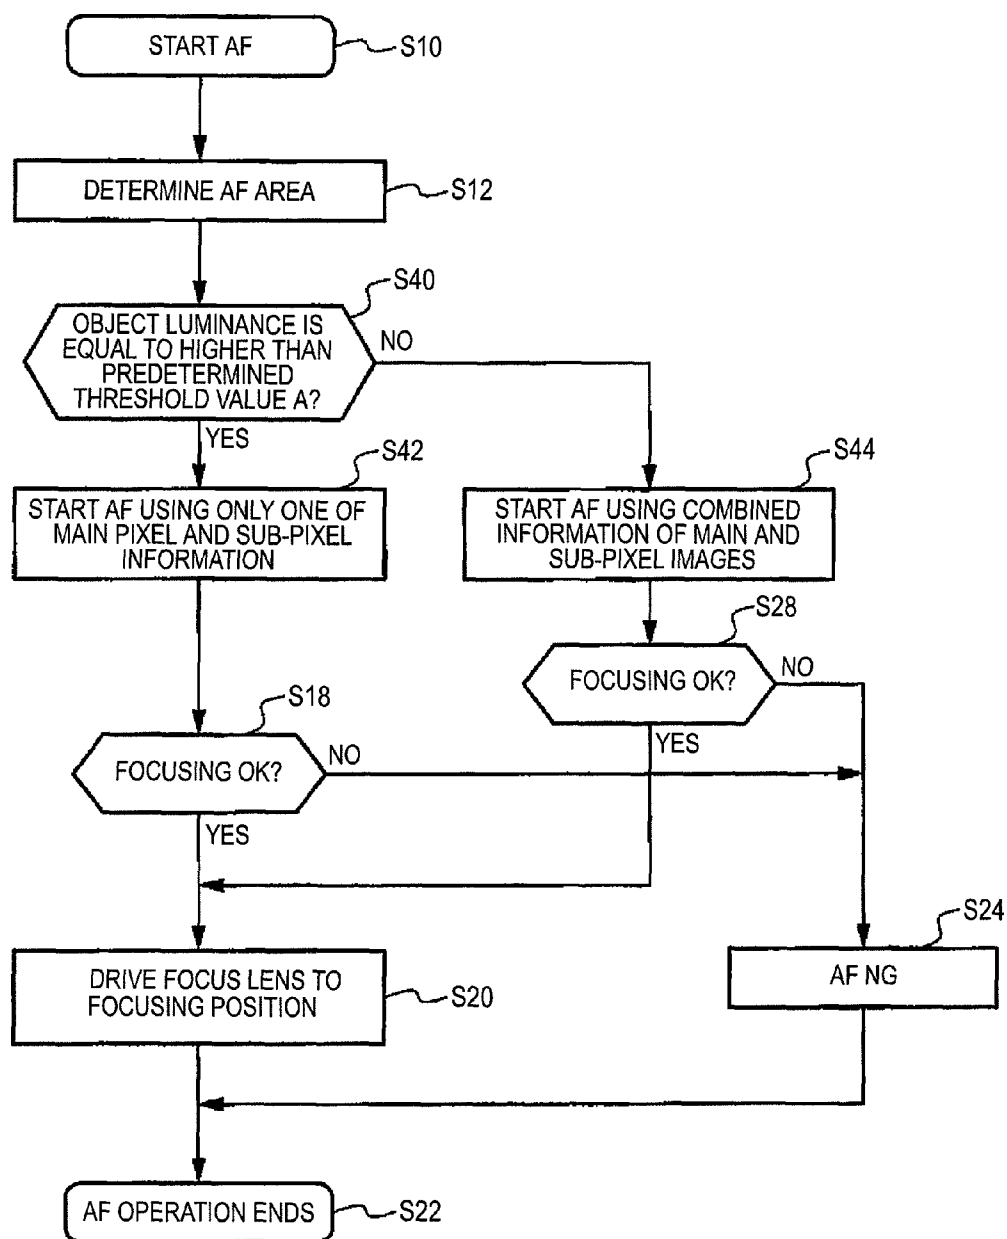 START AF
S10
DETERMINE AF AREA
S12
S40
OBJECT LUMINANCE IS
EQUAL TO HIGHER THAN
PREDETERMINED
THRESHOLD VALUE A?
NO
YES
S42
START AF USING ONLY ONE OF
MAIN PIXEL AND SUB-PIXEL
INFORMATION
S44
START AF USING COMBINED
INFORMATION OF MAIN AND
SUB-PIXEL IMAGES
S28
FOCUSING OK?
NO
YES
S18
FOCUSING OK?
NO
YES
DRIVE FOCUS LENS TO
FOCUSING POSITION
S20
S24
AF NG
AF OPERATION ENDS
S22